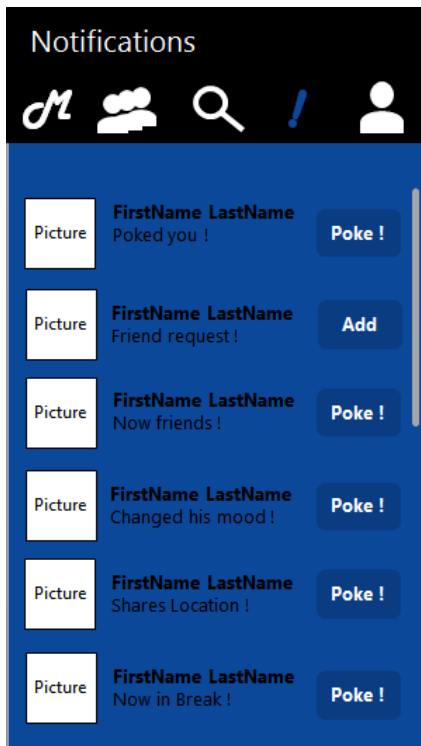 Notifications
M
!
Picture
FirstName LastName
Poked you !
Poke !
Picture
FirstName LastName
Friend request !
Add
Picture
FirstName LastName
Now friends !
Poke !
Picture
FirstName LastName
Changed his mood !
Poke !
Picture
FirstName LastName
Shares Location !
Poke !
Picture
FirstName LastName
Now in Break !
Poke !